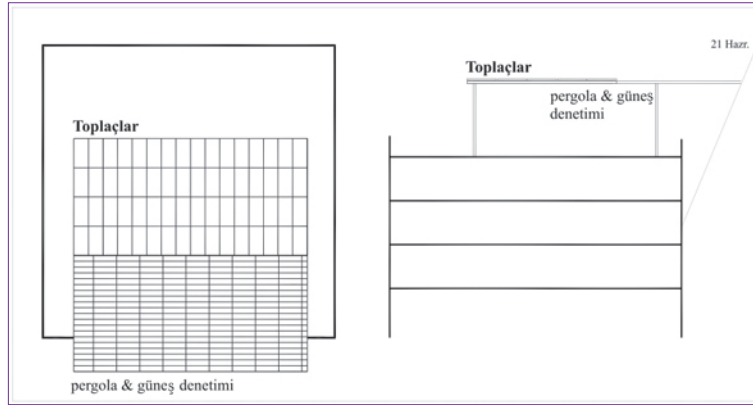 Toplaçlar
pergola & güneş denetimi
21 Hazr.
Toplaçlar
pergola & güneş
denetimi